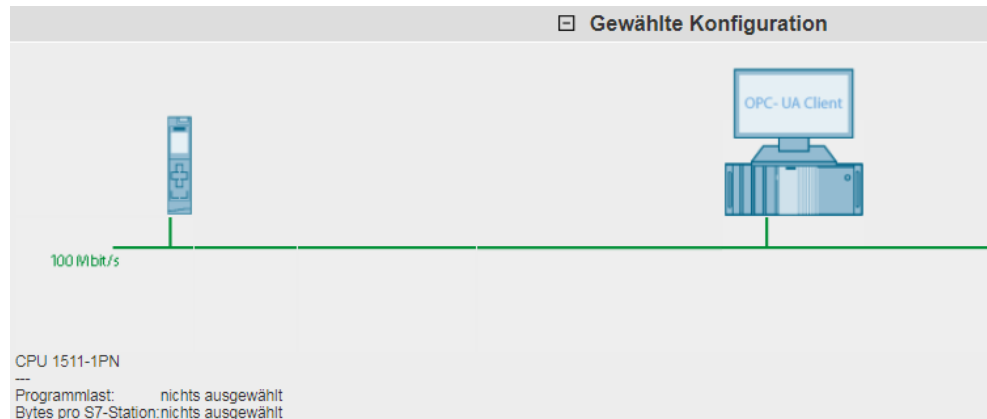 Gewählte Konfiguration
OPC- UA Client
100 Mbit/s
CPU 1511-1PN
---
Programmlast: nichts ausgewählt
Bytes pro S7-Station:nichts ausgewählt